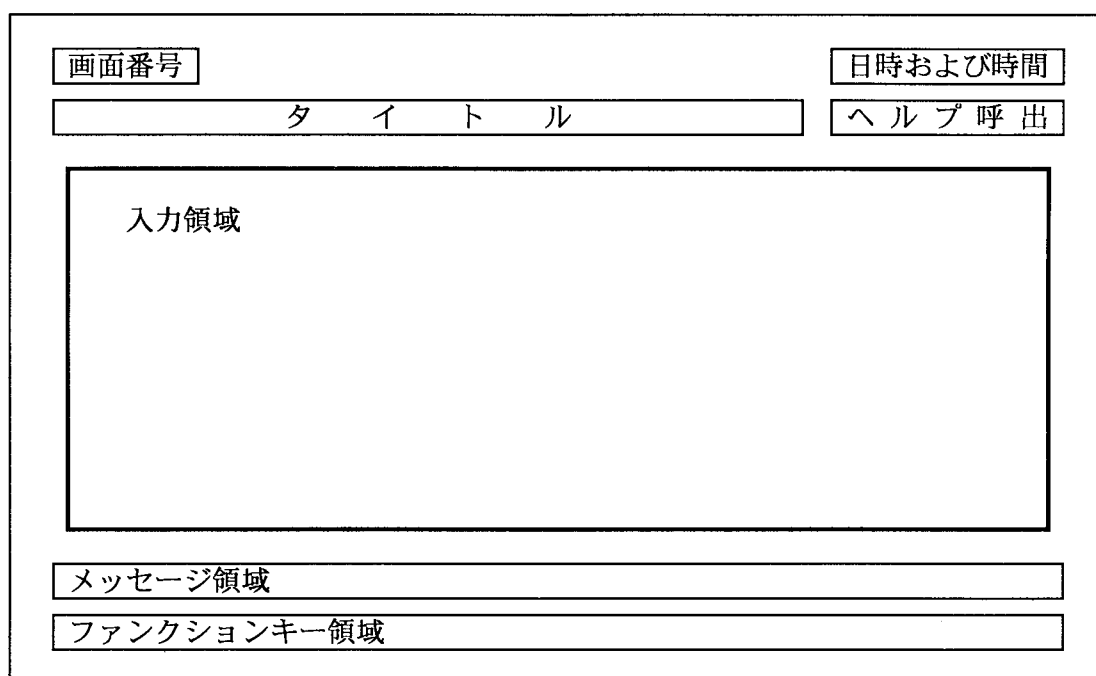 画面番号
日時および時間
タイトル
ヘルプ呼出
入力領域
メッセージ領域
ファンクションキー領域